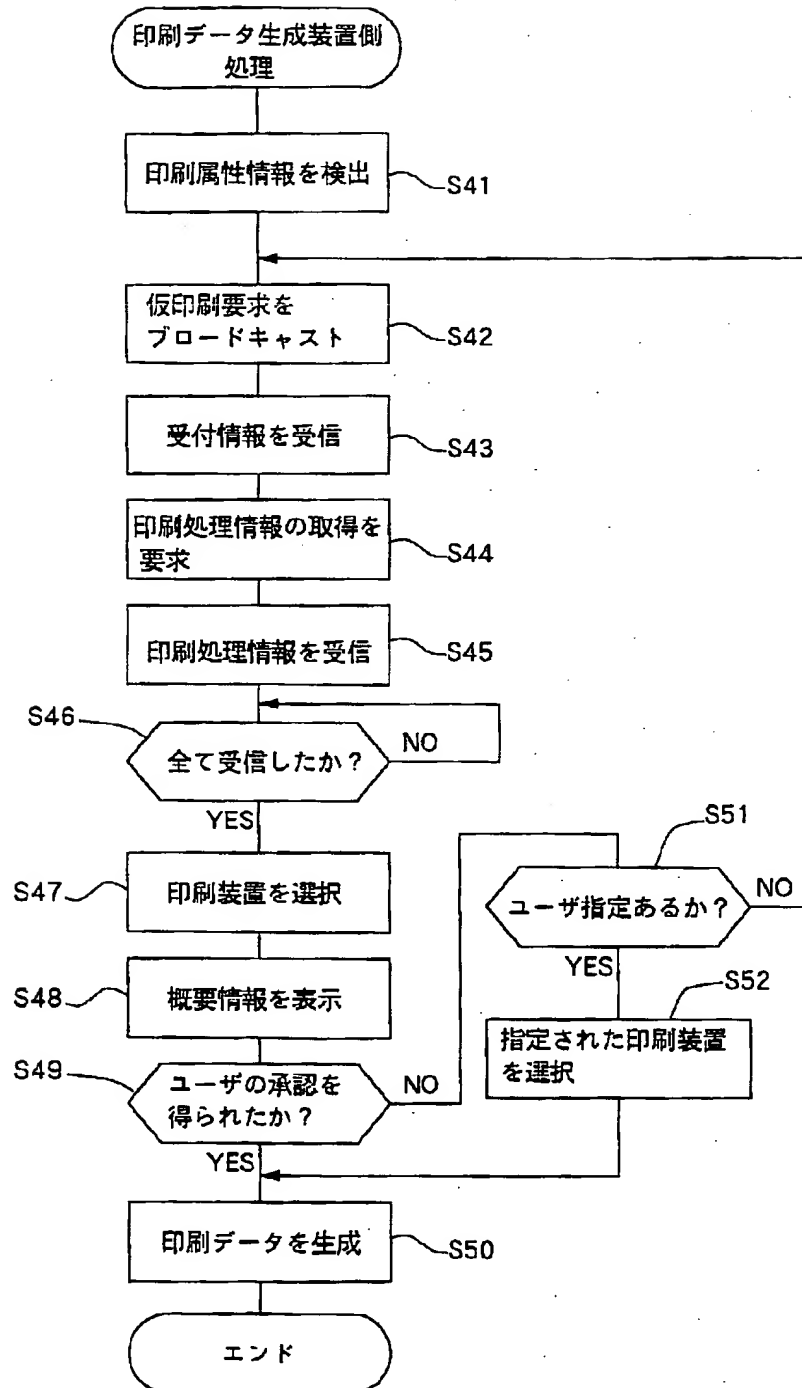 印刷データ生成装置側
処理
印刷属性情報を検出
S41
仮印刷要求を
ブロードキャスト
S42
受付情報を受信
S43
印刷処理情報の取得を
要求
S44
印刷処理情報を受信
S45
S46
全て受信したか？
NO
YES
S47
印刷装置を選択
S48
概要情報を表示
S49
ユーザの承認を
得られたか？
NO
YES
S51
ユーザ指定あるか？
NO
YES
S52
指定された印刷装置
を選択
印刷データを生成
S50
エンド